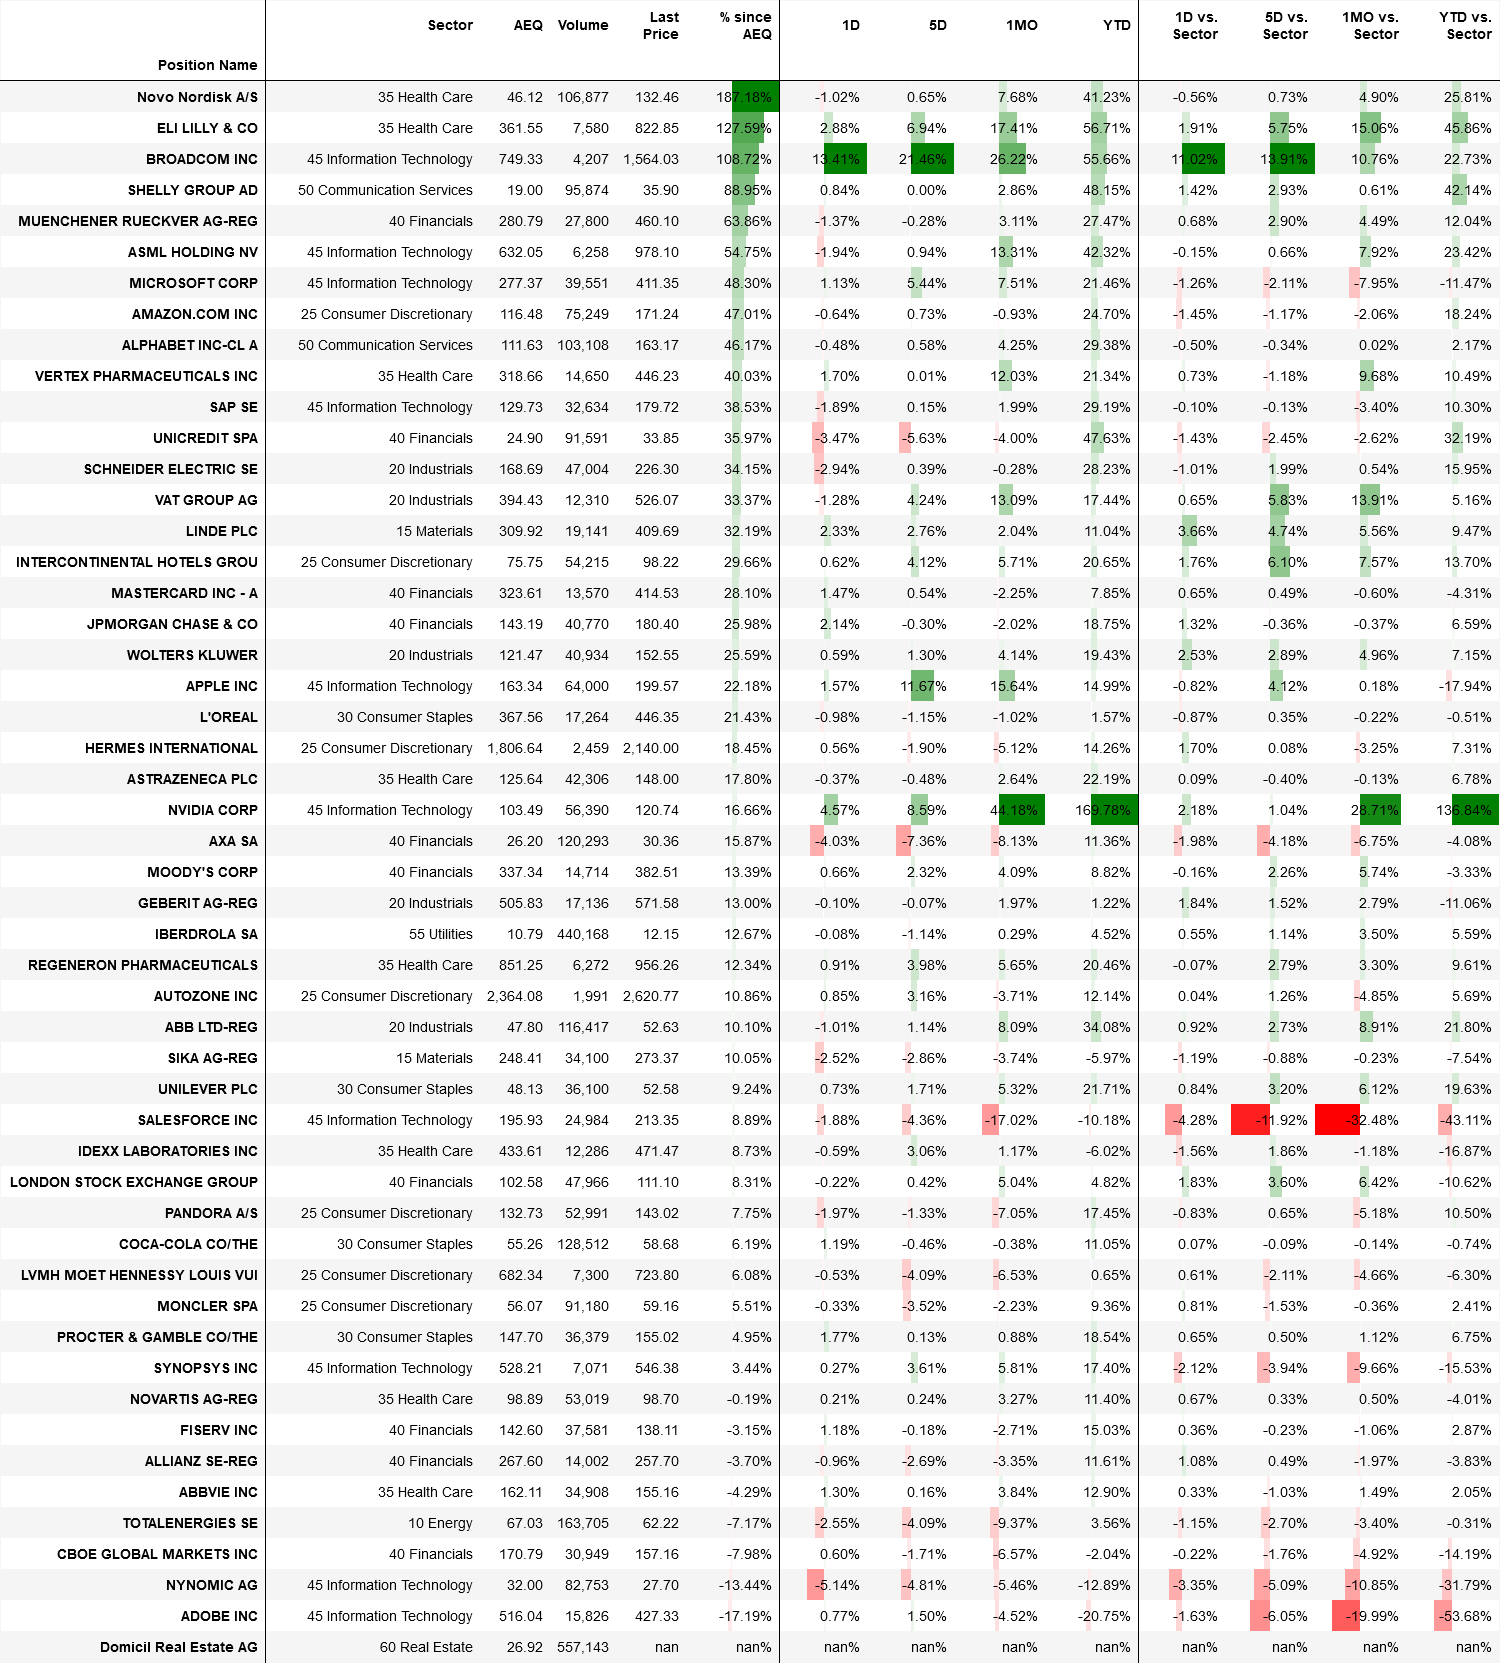 Position Name Sector AEQ Volume Last Price % since AEQ 1D 5D 1MO YTD 1D vs. Sector 5D vs. Sector 1MO vs. Sector YTD vs. Sector
Novo Nordisk A/S 35 Health Care 46.12 106,877 132.46 187.18% -1.02% 0.65% 7.68% 41.23% -0.56% 0.73% 4.90% 25.81%
ELI LILLY & CO 35 Health Care 361.55 7,580 822.85 127.59% 2.88% 6.94% 17.41% 56.71% 1.91% 5.75% 15.06% 45.86%
BROADCOM INC 45 Information Technology 749.33 4,207 1,564.03 108.72% 13.41% 21.46% 26.22% 55.66% 11.02% 13.91% 10.76% 22.73%
SHELLY GROUP AD 50 Communication Services 19.00 95,874 35.90 88.95% 0.84% 0.00% 2.86% 48.15% 1.42% 2.93% 0.61% 42.14%
MUENCHENER RUECKVER AG-REG 40 Financials 280.79 27,800 460.10 63.86% -1.37% -0.28% 3.11% 27.47% 0.68% 2.90% 4.49% 12.04%
ASML HOLDING NV 45 Information Technology 632.05 6,258 978.10 54.75% -1.94% 0.94% 13.31% 42.32% -0.15% 0.66% 7.92% 23.42%
MICROSOFT CORP 45 Information Technology 277.37 39,551 411.35 48.30% 1.13% 5.44% 7.51% 21.46% -1.26% -2.11% -7.95% -11.47%
AMAZON.COM INC 25 Consumer Discretionary 116.48 75,249 171.24 47.01% -0.64% 0.73% -0.93% 24.70% -1.45% -1.17% -2.06% 18.24%
ALPHABET INC-CL A 50 Communication Services 111.63 103,108 163.17 46.17% -0.48% 0.58% 4.25% 29.38% -0.50% -0.34% 0.02% 2.17%
VERTEX PHARMACEUTICALS INC 35 Health Care 318.66 14,650 446.23 40.03% 1.70% 0.01% 12.03% 21.34% 0.73% -1.18% 9.68% 10.49%
SAP SE 45 Information Technology 129.73 32,634 179.72 38.53% -1.89% 0.15% 1.99% 29.19% -0.10% -0.13% -3.40% 10.30%
UNICREDIT SPA 40 Financials 24.90 91,591 33.85 35.97% -3.47% -5.63% -4.00% 47.63% -1.43% -2.45% -2.62% 32.19%
SCHNEIDER ELECTRIC SE 20 Industrials 168.69 47,004 226.30 34.15% -2.94% 0.39% -0.28% 28.23% -1.01% 1.99% 0.54% 15.95%
VAT GROUP AG 20 Industrials 394.43 12,310 526.07 33.37% -1.28% 4.24% 13.09% 17.44% 0.65% 5.83% 13.91% 5.16%
LINDE PLC 15 Materials 309.92 19,141 409.69 32.19% 2.33% 2.76% 2.04% 11.04% 3.66% 4.74% 5.56% 9.47%
INTERCONTINENTAL HOTELS GROU 25 Consumer Discretionary 75.75 54,215 98.22 29.66% 0.62% 4.12% 5.71% 20.65% 1.76% 6.10% 7.57% 13.70%
MASTERCARD INC - A 40 Financials 323.61 13,570 414.53 28.10% 1.47% 0.54% -2.25% 7.85% 0.65% 0.49% -0.60% -4.31%
JPMORGAN CHASE & CO 40 Financials 143.19 40,770 180.40 25.98% 2.14% -0.30% -2.02% 18.75% 1.32% -0.36% -0.37% 6.59%
WOLTERS KLUWER 20 Industrials 121.47 40,934 152.55 25.59% 0.59% 1.30% 4.14% 19.43% 2.53% 2.89% 4.96% 7.15%
APPLE INC 45 Information Technology 163.34 64,000 199.57 22.18% 1.57% 11.67% 15.64% 14.99% -0.82% 4.12% 0.18% -17.94%
L'OREAL 30 Consumer Staples 367.56 17,264 446.35 21.43% -0.98% -1.15% -1.02% 1.57% -0.87% 0.35% -0.22% -0.51%
HERMES INTERNATIONAL 25 Consumer Discretionary 1,806.64 2,459 2,140.00 18.45% 0.56% -1.90% -5.12% 14.26% 1.70% 0.08% -3.25% 7.31%
ASTRAZENECA PLC 35 Health Care 125.64 42,306 148.00 17.80% -0.37% -0.48% 2.64% 22.19% 0.09% -0.40% -0.13% 6.78%
NVIDIA CORP 45 Information Technology 103.49 56,390 120.74 16.66% 4.57% 8.59% 44.18% 169.78% 2.18% 1.04% 28.71% 136.84%
AXA SA 40 Financials 26.20 120,293 30.36 15.87% -4.03% -7.36% -8.13% 11.36% -1.98% -4.18% -6.75% -4.08%
MOODY'S CORP 40 Financials 337.34 14,714 382.51 13.39% 0.66% 2.32% 4.09% 8.82% -0.16% 2.26% 5.74% -3.33%
GEBERIT AG-REG 20 Industrials 505.83 17,136 571.58 13.00% -0.10% -0.07% 1.97% 1.22% 1.84% 1.52% 2.79% -11.06%
IBERDROLA SA 55 Utilities 10.79 440,168 12.15 12.67% -0.08% -1.14% 0.29% 4.52% 0.55% 1.14% 3.50% 5.59%
REGENERON PHARMACEUTICALS 35 Health Care 851.25 6,272 956.26 12.34% 0.91% 3.98% 5.65% 20.46% -0.07% 2.79% 3.30% 9.61%
AUTOZONE INC 25 Consumer Discretionary 2,364.08 1,991 2,620.77 10.86% 0.85% 3.16% -3.71% 12.14% 0.04% 1.26% -4.85% 5.69%
ABB LTD-REG 20 Industrials 47.80 116,417 52.63 10.10% -1.01% 1.14% 8.09% 34.08% 0.92% 2.73% 8.91% 21.80%
SIKA AG-REG 15 Materials 248.41 34,100 273.37 10.05% -2.52% -2.86% -3.74% -5.97% -1.19% -0.88% -0.23% -7.54%
UNILEVER PLC 30 Consumer Staples 48.13 36,100 52.58 9.24% 0.73% 1.71% 5.32% 21.71% 0.84% 3.20% 6.12% 19.63%
SALESFORCE INC 45 Information Technology 195.93 24,984 213.35 8.89% -1.88% -4.36% -17.02% -10.18% -4.28% -11.92% -32.48% -43.11%
IDEXX LABORATORIES INC 35 Health Care 433.61 12,286 471.47 8.73% -0.59% 3.06% 1.17% -6.02% -1.56% 1.86% -1.18% -16.87%
LONDON STOCK EXCHANGE GROUP 40 Financials 102.58 47,966 111.10 8.31% -0.22% 0.42% 5.04% 4.82% 1.83% 3.60% 6.42% -10.62%
PANDORA A/S 25 Consumer Discretionary 132.73 52,991 143.02 7.75% -1.97% -1.33% -7.05% 17.45% -0.83% 0.65% -5.18% 10.50%
COCA-COLA CO/THE 30 Consumer Staples 55.26 128,512 58.68 6.19% 1.19% -0.46% -0.38% 11.05% 0.07% -0.09% -0.14% -0.74%
LVMH MOET HENNESSY LOUIS VUI 25 Consumer Discretionary 682.34 7,300 723.80 6.08% -0.53% -4.09% -6.53% 0.65% 0.61% -2.11% -4.66% -6.30%
MONCLER SPA 25 Consumer Discretionary 56.07 91,180 59.16 5.51% -0.33% -3.52% -2.23% 9.36% 0.81% -1.53% -0.36% 2.41%
PROCTER & GAMBLE CO/THE 30 Consumer Staples 147.70 36,379 155.02 4.95% 1.77% 0.13% 0.88% 18.54% 0.65% 0.50% 1.12% 6.75%
SYNOPSYS INC 45 Information Technology 528.21 7,071 546.38 3.44% 0.27% 3.61% 5.81% 17.40% -2.12% -3.94% -9.66% -15.53%
NOVARTIS AG-REG 35 Health Care 98.89 53,019 98.70 -0.19% 0.21% 0.24% 3.27% 11.40% 0.67% 0.33% 0.50% -4.01%
FISERV INC 40 Financials 142.60 37,581 138.11 -3.15% 1.18% -0.18% -2.71% 15.03% 0.36% -0.23% -1.06% 2.87%
ALLIANZ SE-REG 40 Financials 267.60 14,002 257.70 -3.70% -0.96% -2.69% -3.35% 11.61% 1.08% 0.49% -1.97% -3.83%
ABBVIE INC 35 Health Care 162.11 34,908 155.16 -4.29% 1.30% 0.16% 3.84% 12.90% 0.33% -1.03% 1.49% 2.05%
TOTALENERGIES SE 10 Energy 67.03 163,705 62.22 -7.17% -2.55% -4.09% -9.37% 3.56% -1.15% -2.70% -3.40% -0.31%
CBOE GLOBAL MARKETS INC 40 Financials 170.79 30,949 157.16 -7.98% 0.60% -1.71% -6.57% -2.04% -0.22% -1.76% -4.92% -14.19%
NYNOMIC AG 45 Information Technology 32.00 82,753 27.70 -13.44% -5.14% -4.81% -5.46% -12.89% -3.35% -5.09% -10.85% -31.79%
ADOBE INC 45 Information Technology 516.04 15,826 427.33 -17.19% 0.77% 1.50% -4.52% -20.75% -1.63% -6.05% -19.99% -53.68%
Domicil Real Estate AG 60 Real Estate 26.92 557,143 nan nan% nan% nan% nan% nan% nan% nan% nan% nan%